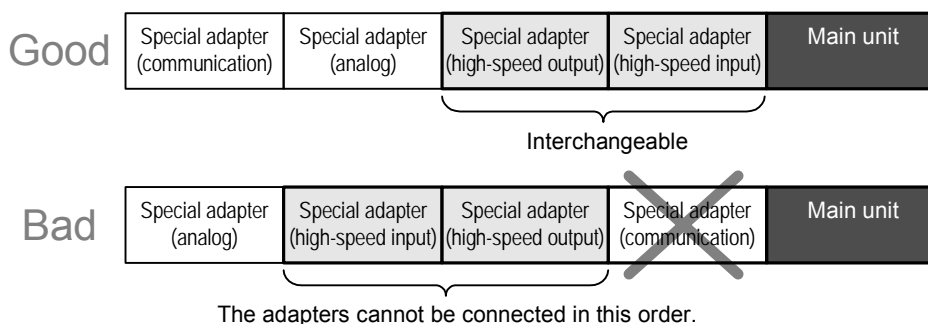 Good
Special adapter
(communication)
Special adapter
(analog)
Special adapter
(high-speed output)
Special adapter
(high-speed input)
Main unit
Interchangeable
Bad
Special adapter
(analog)
Special adapter
(high-speed input)
Special adapter
(high-speed output)
Special adapter
(communication)
Main unit
The adapters cannot be connected in this order.